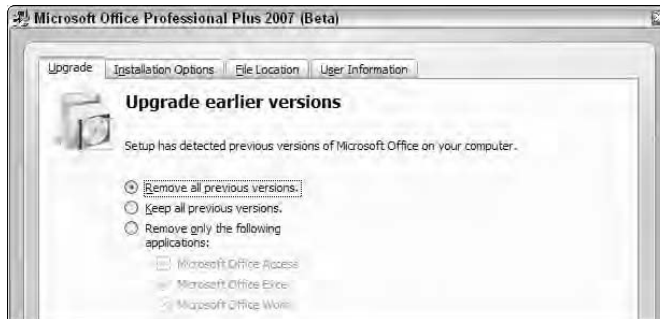 Microsoft Office Professional Plus 2007 (Beta)
Upgrade Installation Options File Location User Information
Upgrade earlier versions
Setup has detected previous versions of Microsoft Office on your computer.
Remove all previous versions.
Keep all previous versions.
Remove only the following
applications:
Microsoft Office Access
Microsoft Office Excel
Microsoft Office Word